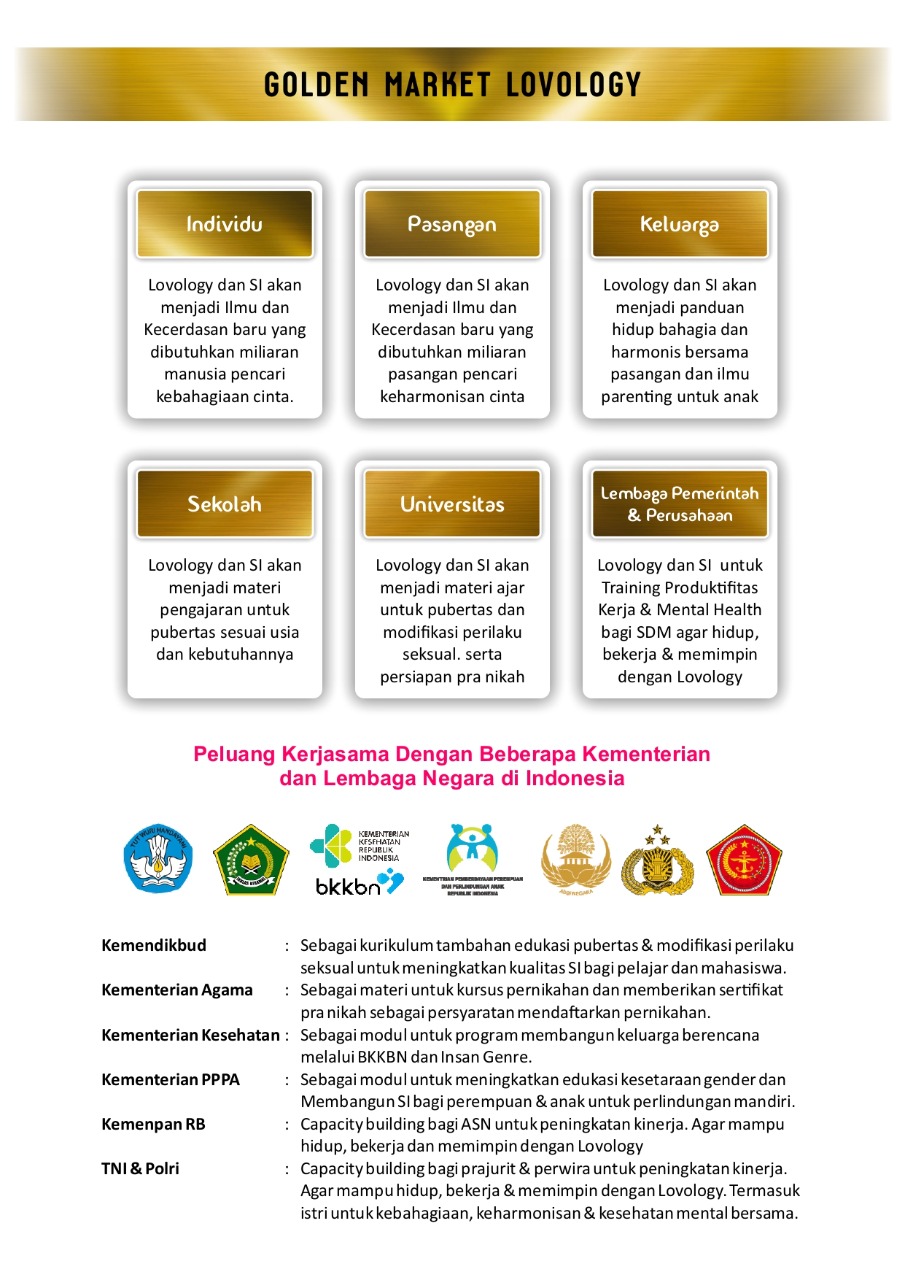 GOLDEN MARKET LOVOLOGY
Individu
Lovology dan SI akan
menjadi Ilmu dan
Kecerdasan baru yang
dibutuhkan miliaran
manusia pencari
kebahagiaan cinta.
Pasangan
Lovology dan SI akan
menjadi Ilmu dan
Kecerdasan baru yang
dibutuhkan miliaran
pasangan pencari
keharmonisan cinta
Keluarga
Lovology dan SI akan
menjadi panduan
hidup bahagia dan
harmonis bersama
pasangan dan ilmu
parenting untuk anak
Sekolah
Lovology dan SI akan
menjadi materi
pengajaran untuk
pubertas sesuai usia
dan kebutuhannya
Universitas
Lovology dan SI akan
menjadi materi ajar
untuk pubertas dan
modifikasi perilaku
seksual. serta
persiapan pra nikah
Lembaga Pemerintah
& Perusahaan
Lovology dan SI untuk
Training Produktifitas
Kerja & Mental Health
bagi SDM agar hidup,
bekerja & memimpin
dengan Lovology
Peluang Kerjasama Dengan Beberapa Kementerian
dan Lembaga Negara di Indonesia
TUT WURI HANDAYANI
KEMENTERIAN
KESEHATAN
REPUBLIK
INDONESIA
bkkbn
KEMENTERIAN PEMBERDAYAAN PEREMPUAN
DAN PERLINDUNGAN ANAK
REPUBLIK INDONESIA
Kemendikbud : Sebagai kurikulum tambahan edukasi pubertas & modifikasi perilaku
seksual untuk meningkatkan kualitas SI bagi pelajar dan mahasiswa.
Kementerian Agama : Sebagai materi untuk kursus pernikahan dan memberikan sertifikat
pra nikah sebagai persyaratan mendaftarkan pernikahan.
Kementerian Kesehatan : Sebagai modul untuk program membangun keluarga berencana
melalui BKKBN dan Insan Genre.
Kementerian PPPA : Sebagai modul untuk meningkatkan edukasi kesetaraan gender dan
Membangun SI bagi perempuan & anak untuk perlindungan mandiri.
Kemenpan RB : Capacity building bagi ASN untuk peningkatan kinerja. Agar mampu
hidup, bekerja dan memimpin dengan Lovology
TNI & Polri : Capacity building bagi prajurit & perwira untuk peningkatan kinerja.
Agar mampu hidup, bekerja & memimpin dengan Lovology. Termasuk
istri untuk kebahagiaan, keharmonisan & kesehatan mental bersama.